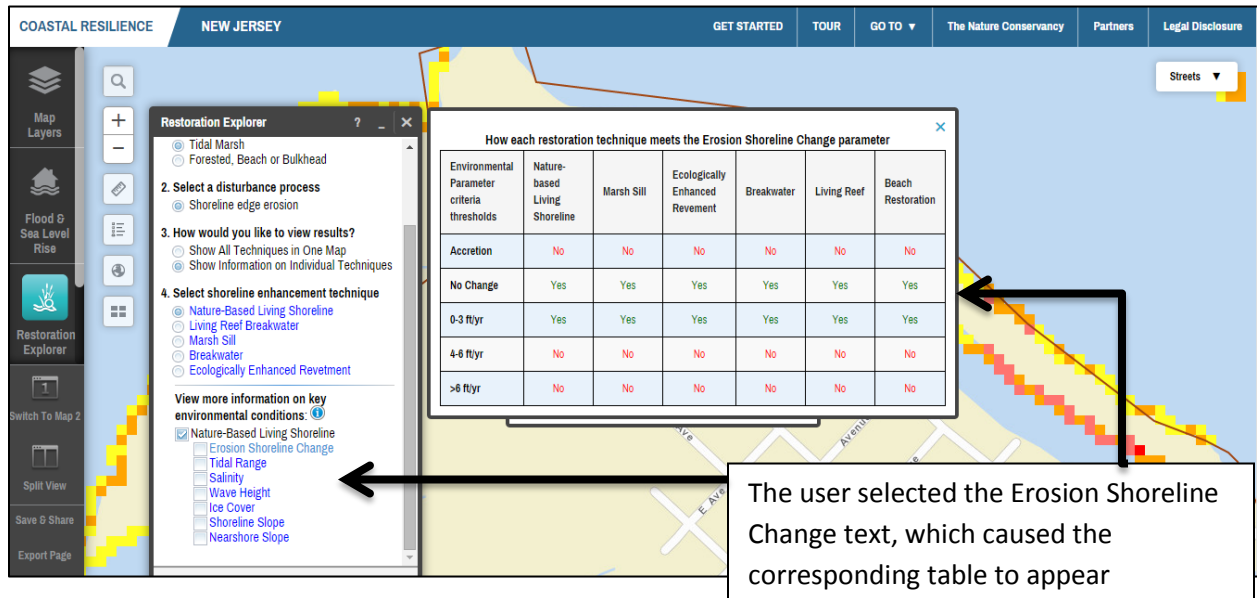 COASTAL RESILIENCE
NEW JERSEY
GET STARTED
TOUR
GO TO ▼
The Nature Conservancy
Partners
Legal Disclosure
Map
Layers
Flood &
Sea Level
Rise
Restoration
Explorer
1
Switch To Map 2
Split View
Save & Share
Export Page
+
−
Streets ▼
Restoration Explorer ? _ ×
Tidal Marsh
Forested, Beach or Bulkhead
2. Select a disturbance process
Shoreline edge erosion
3. How would you like to view results?
Show All Techniques in One Map
Show Information on Individual Techniques
4. Select shoreline enhancement technique
Nature-Based Living Shoreline
Living Reef Breakwater
Marsh Sill
Breakwater
Ecologically Enhanced Revetment
View more information on key
environmental conditions:
Nature-Based Living Shoreline
Erosion Shoreline Change
Tidal Range
Salinity
Wave Height
Ice Cover
Shoreline Slope
Nearshore Slope
×
How each restoration technique meets the Erosion Shoreline Change parameter
Environmental
Parameter
criteria
thresholds
Nature-
based
Living
Shoreline
Marsh Sill
Ecologically
Enhanced
Revement
Breakwater
Living Reef
Beach
Restoration
Accretion No No No No No No
No Change Yes Yes Yes Yes Yes Yes
0-3 ft/yr Yes Yes Yes Yes Yes Yes
4-6 ft/yr No No No No No No
>6 ft/yr No No No No No No
Ave
Avenue
E Ave
The user selected the Erosion Shoreline
Change text, which caused the
corresponding table to appear